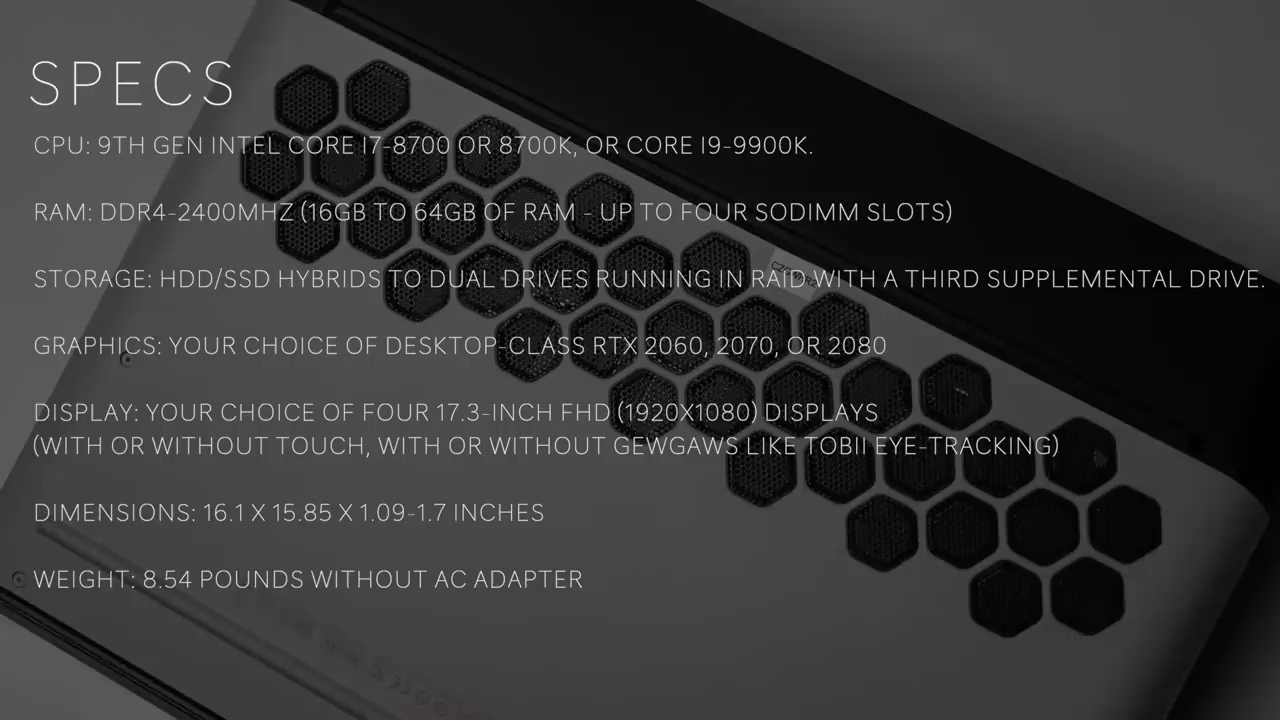 SPECS
CPU: 9TH GEN INTEL CORE I7-8700 OR 8700K, OR CORE I9-9900K.
RAM: DDR4-2400MHZ (16GB TO 64GB OF RAM - UP TO FOUR SODIMM SLOTS)
STORAGE: HDD/SSD HYBRIDS TO DUAL DRIVES RUNNING IN RAID WITH A THIRD SUPPLEMENTAL DRIVE.
GRAPHICS: YOUR CHOICE OF DESKTOP-CLASS RTX 2060, 2070, OR 2080
DISPLAY: YOUR CHOICE OF FOUR 17.3-INCH FHD (1920X1080) DISPLAYS
(WITH OR WITHOUT TOUCH, WITH OR WITHOUT GEWGAWS LIKE TOBII EYE-TRACKING)
DIMENSIONS: 16.1 X 15.85 X 1.09-1.7 INCHES
WEIGHT: 8.54 POUNDS WITHOUT AC ADAPTER